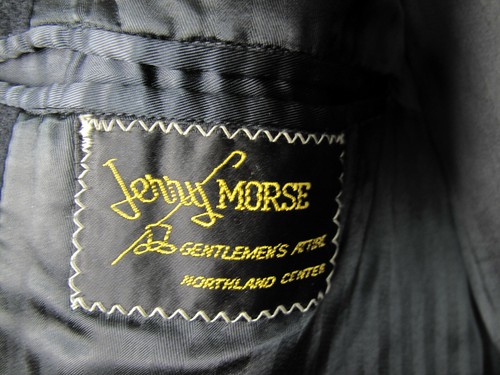 Jerry MORSE
GENTLEMEN'S ATTIRE
NORTHLAND CENTER